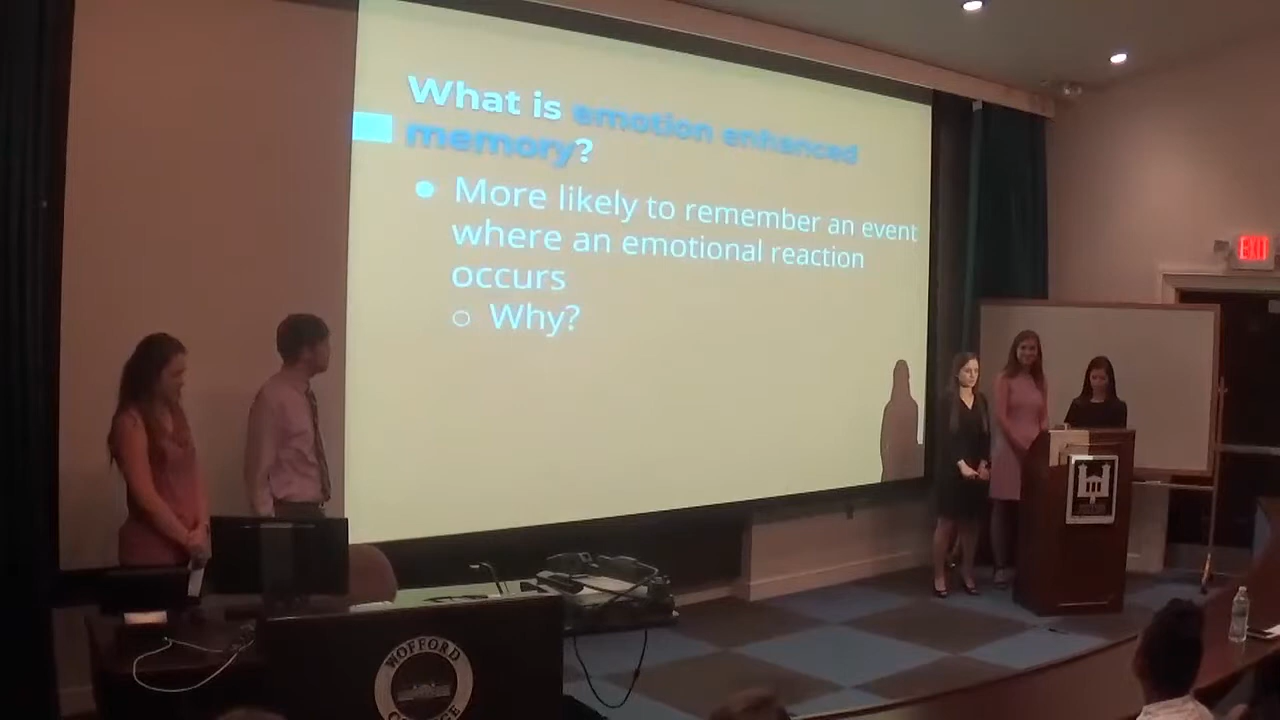 What is emotion enhanced
memory?
More likely to remember an event
where an emotional reaction
occurs
Why?
EXIT
WOFFORD
COLLEGE